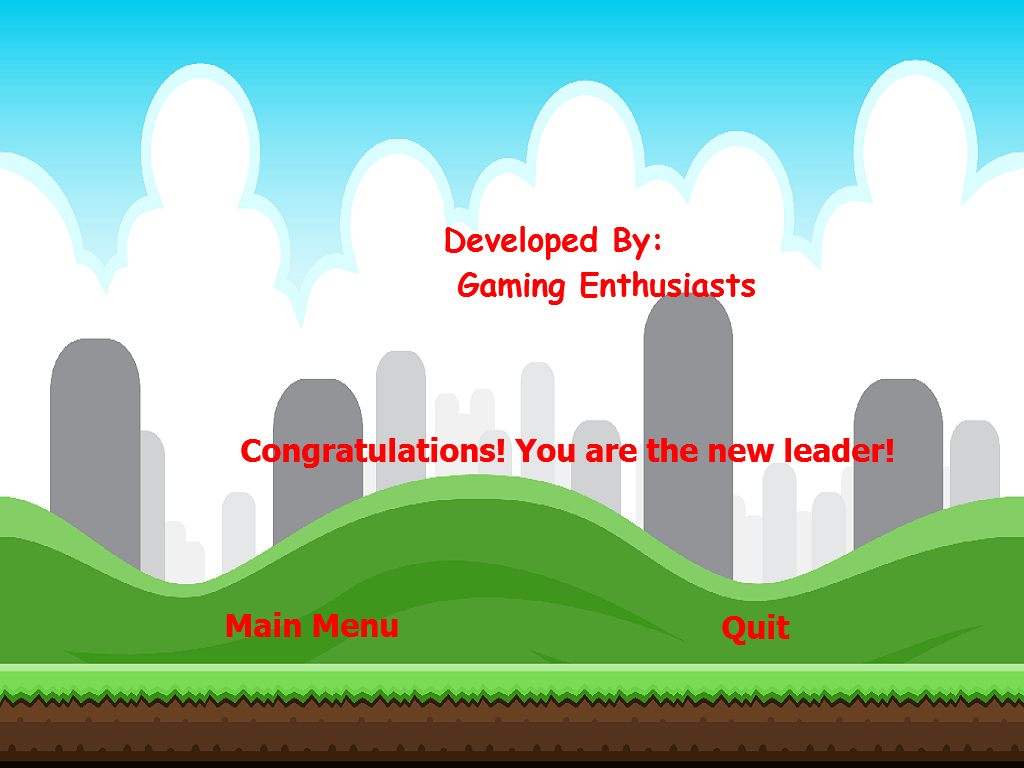 Developed By:
Gaming Enthusiasts
Congratulations! You are the new leader!
Main Menu
Quit